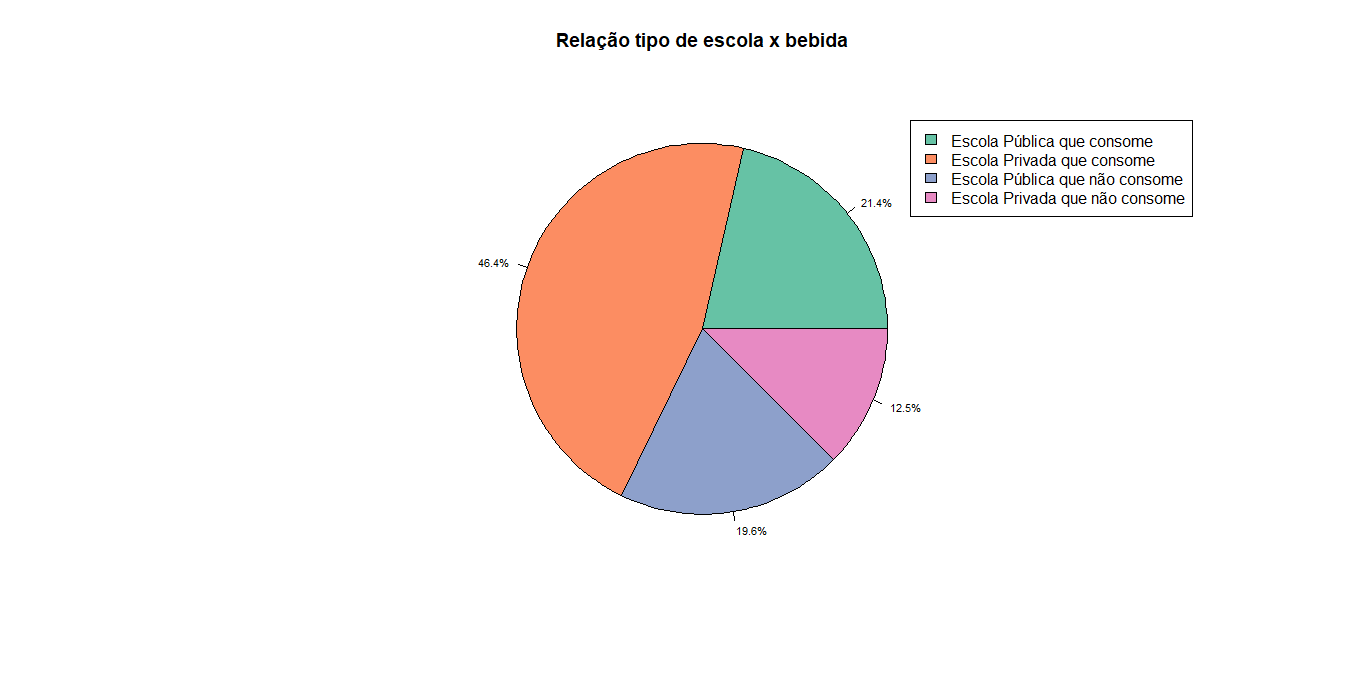 Relação tipo de escola x bebida
Escola Pública que consome
Escola Privada que consome
Escola Pública que não consome
Escola Privada que não consome
21.4%
46.4%
12.5%
19.6%